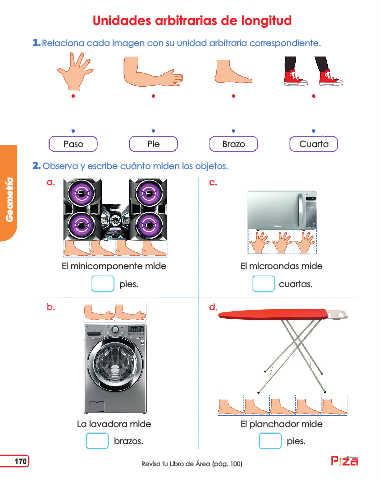 Unidades arbitrarias de longitud
1. Relaciona cada imagen con su unidad arbitraria correspondiente.
Paso
Pie
Brazo
Cuarta
2. Observa y escribe cuánto miden los objetos.
a.
c.
El minicomponente mide
pies.
El microondas mide
cuartas.
b.
d.
La lavadora mide
brazos.
El planchador mide
pies.
Geometría
170
Revisa tu Libro de Área (pág. 100)
Piza